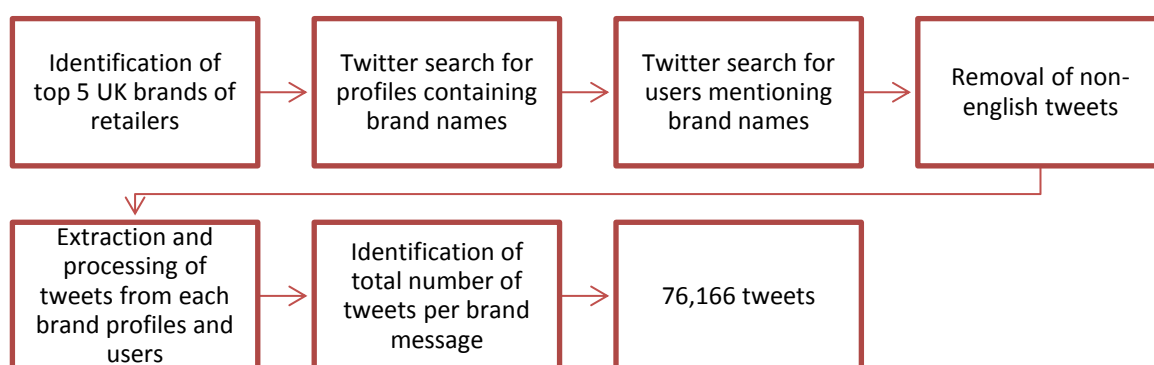 Identification of
top 5 UK brands of
retailers
Twitter search for
profiles containing
brand names
Twitter search for
users mentioning
brand names
Removal of non-
english tweets
Extraction and
processing of
tweets from each
brand profiles and
users
Identification of
total number of
tweets per brand
message
76,166 tweets